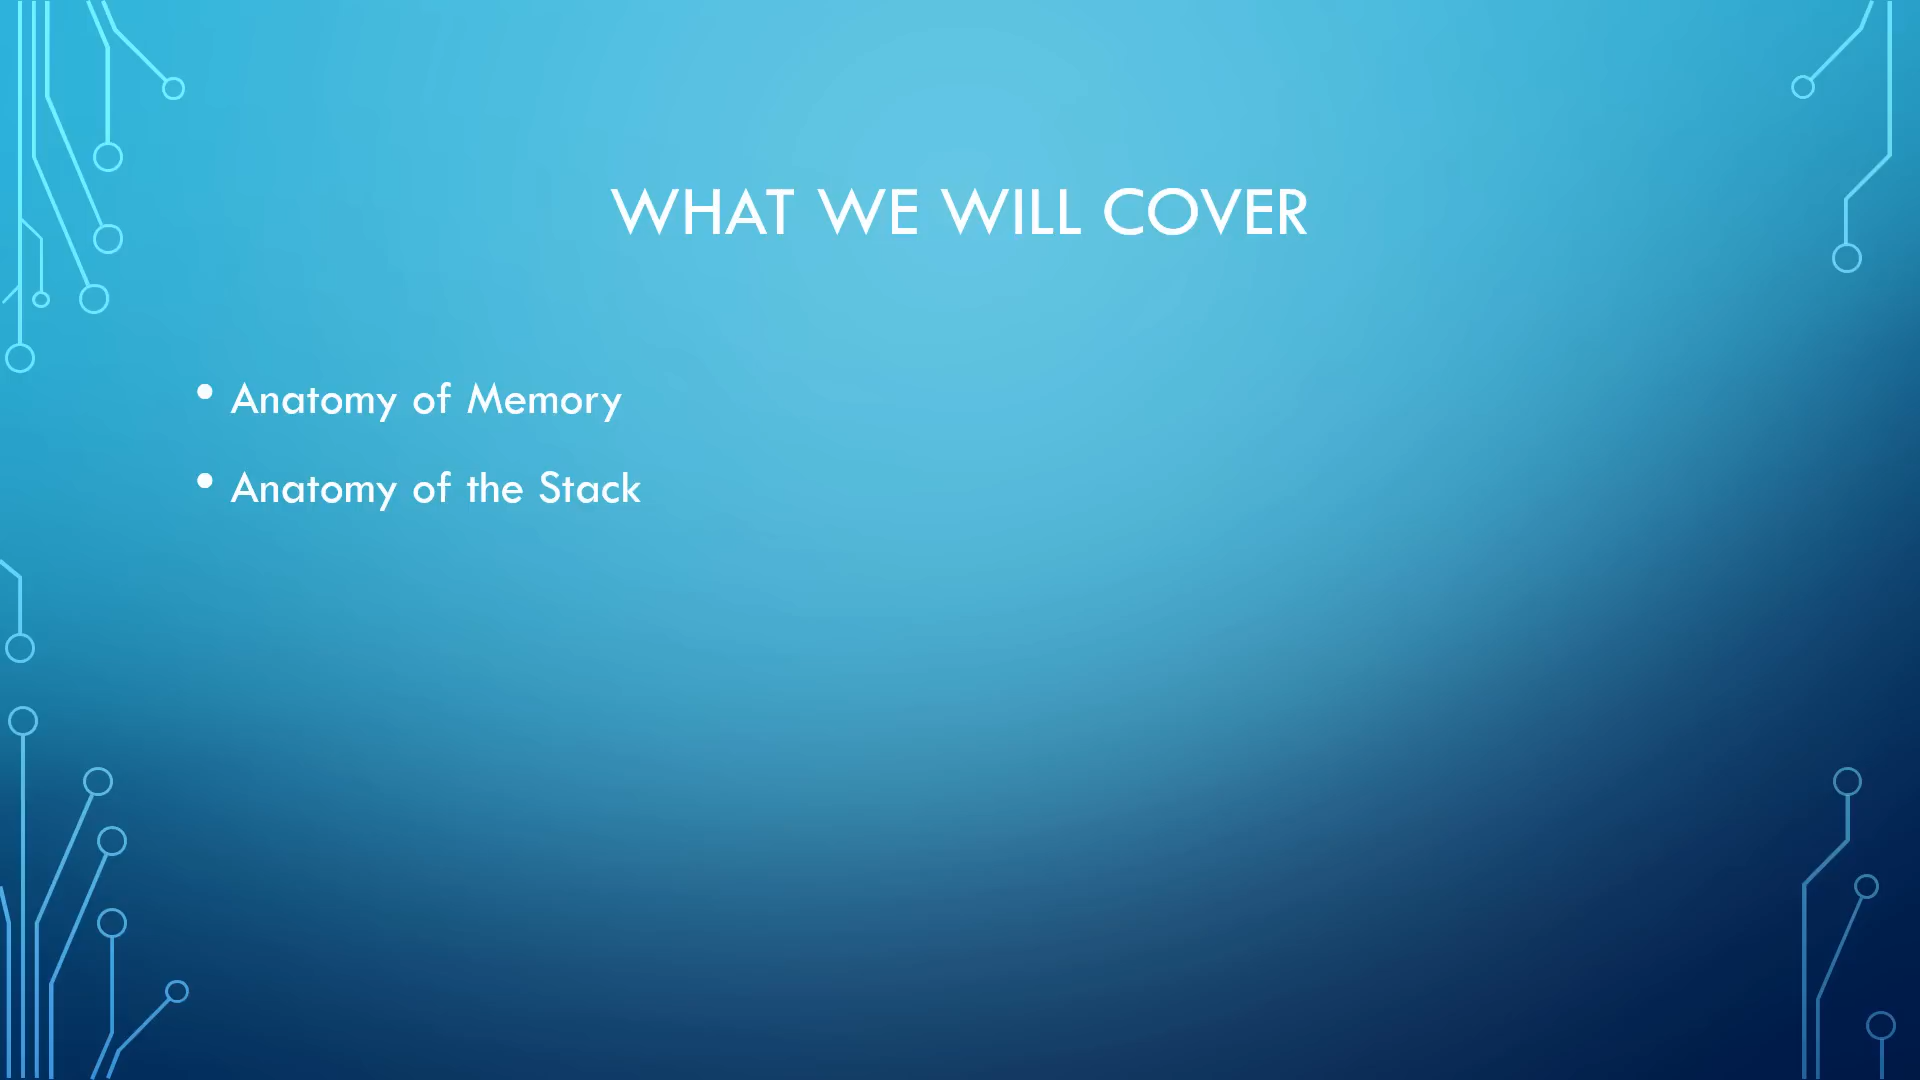 WHAT WE WILL COVER
• Anatomy of Memory
• Anatomy of the Stack